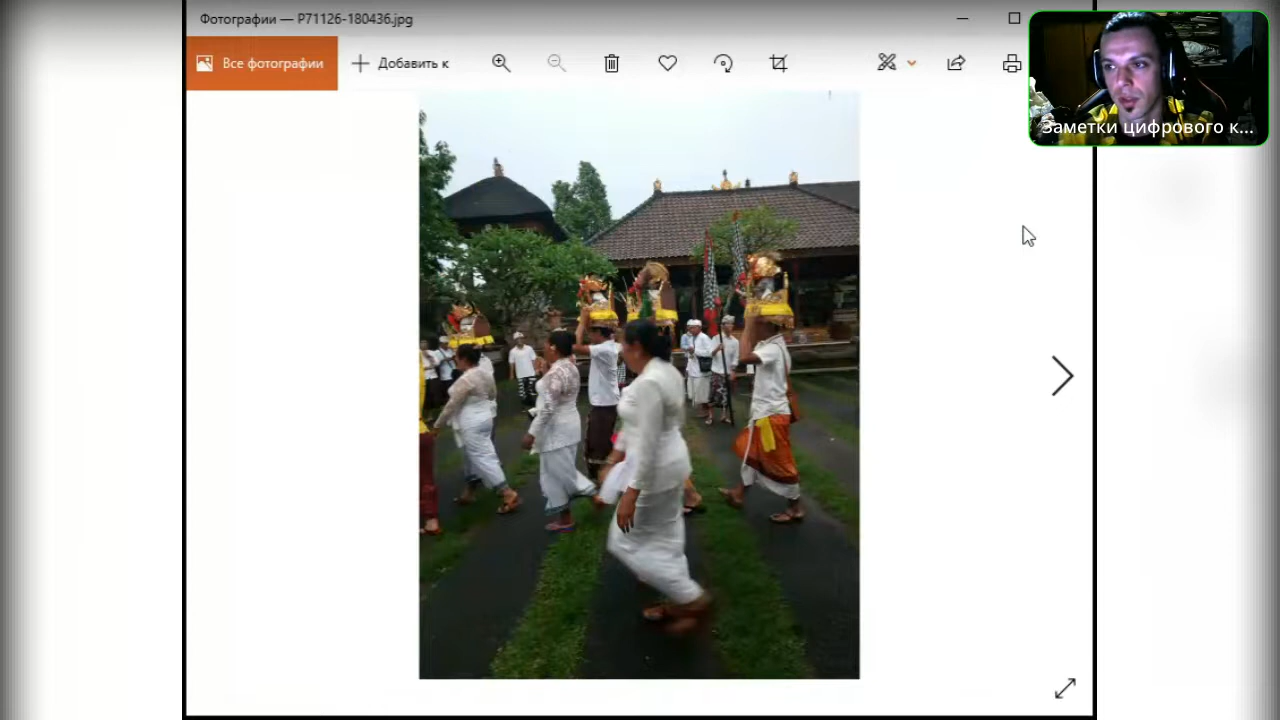 Фотографии — P71126-180436.jpg
Все фотографии
Добавить к
Заметки цифрового к...